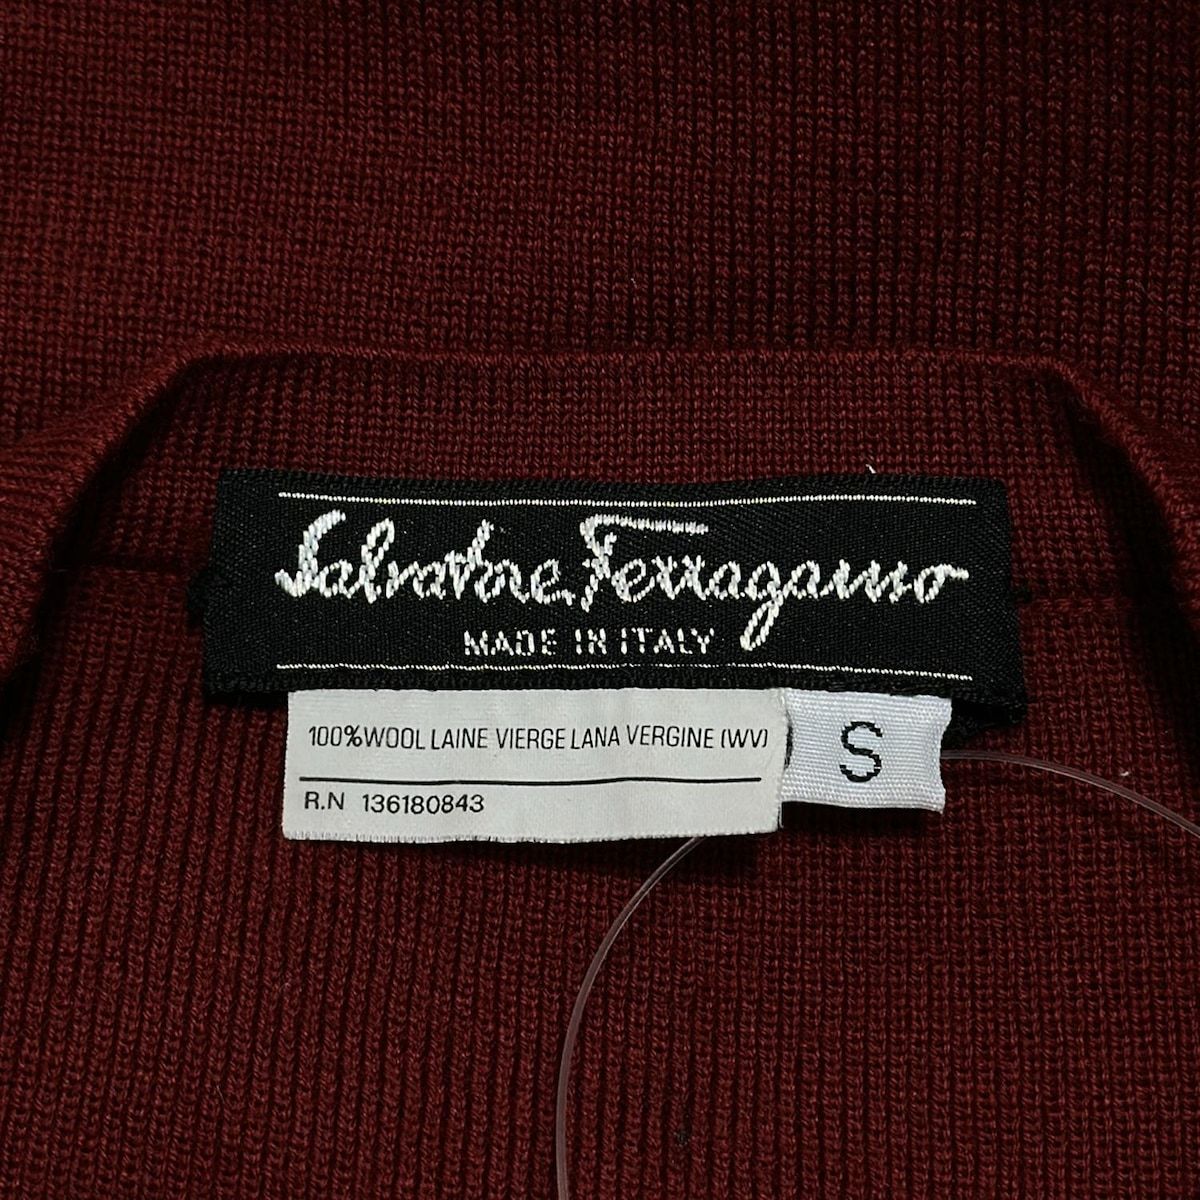 Salvatore Ferragamo
MADE IN ITALY
100%WOOL LAINE VIERGE LANA VERGINE (WV)
S
R.N 136180843